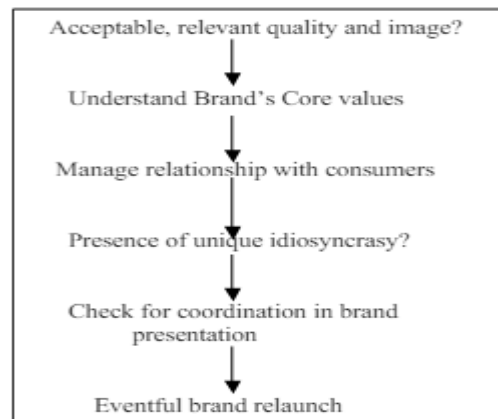 Acceptable, relevant quality and image?
Understand Brand's Core values
Manage relationship with consumers
Presence of unique idiosyncrasy?
Check for coordination in brand
presentation
Eventful brand relaunch